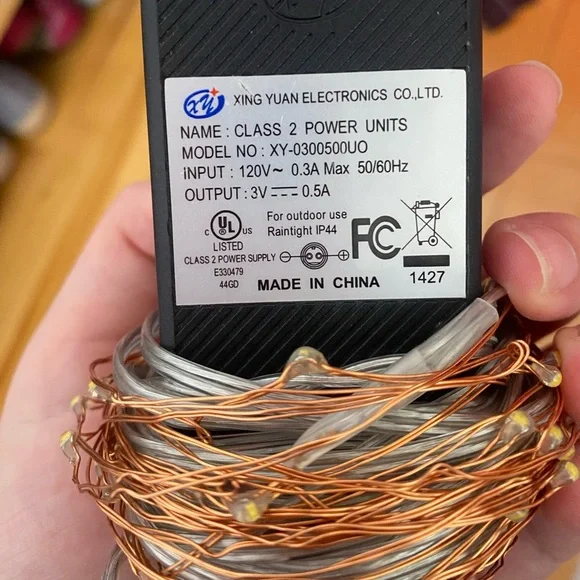 XY XING YUAN ELECTRONICS CO.,LTD.
NAME : CLASS 2 POWER UNITS
MODEL NO : XY-0300500UO
INPUT : 120V~ 0.3A Max 50/60Hz
OUTPUT : 3V⎓ 0.5A
c UL US
LISTED
CLASS 2 POWER SUPPLY
E330479
44GD
For outdoor use
Raintight IP44
- +
FC
1427
MADE IN CHINA